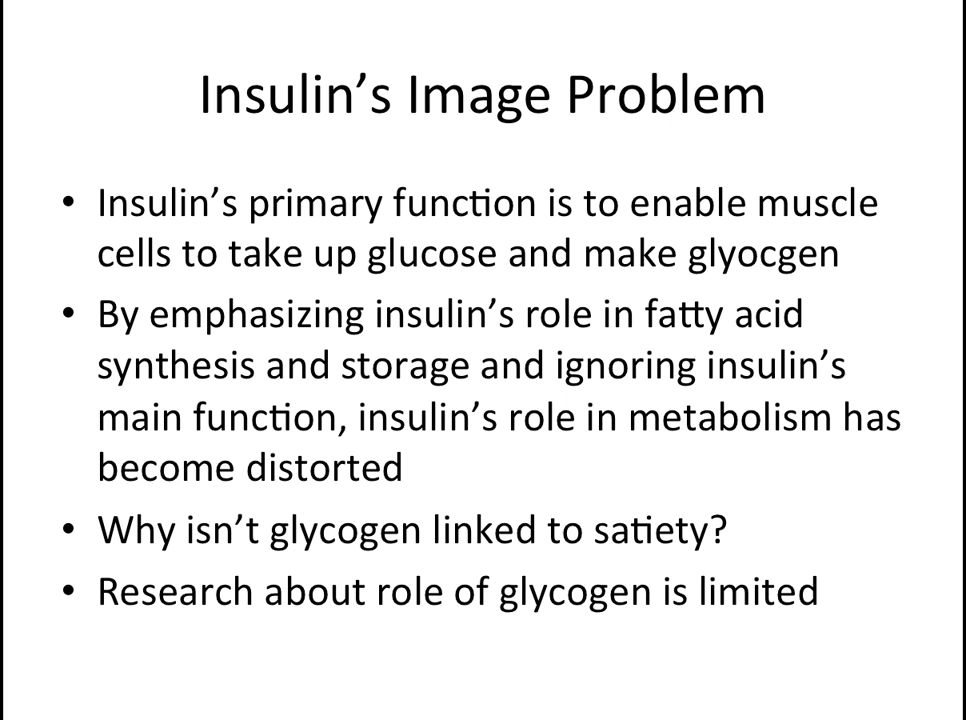 Insulin’s Image Problem
• Insulin’s primary function is to enable muscle
cells to take up glucose and make glyocgen
• By emphasizing insulin’s role in fatty acid
synthesis and storage and ignoring insulin’s
main function, insulin’s role in metabolism has
become distorted
• Why isn’t glycogen linked to satiety?
• Research about role of glycogen is limited